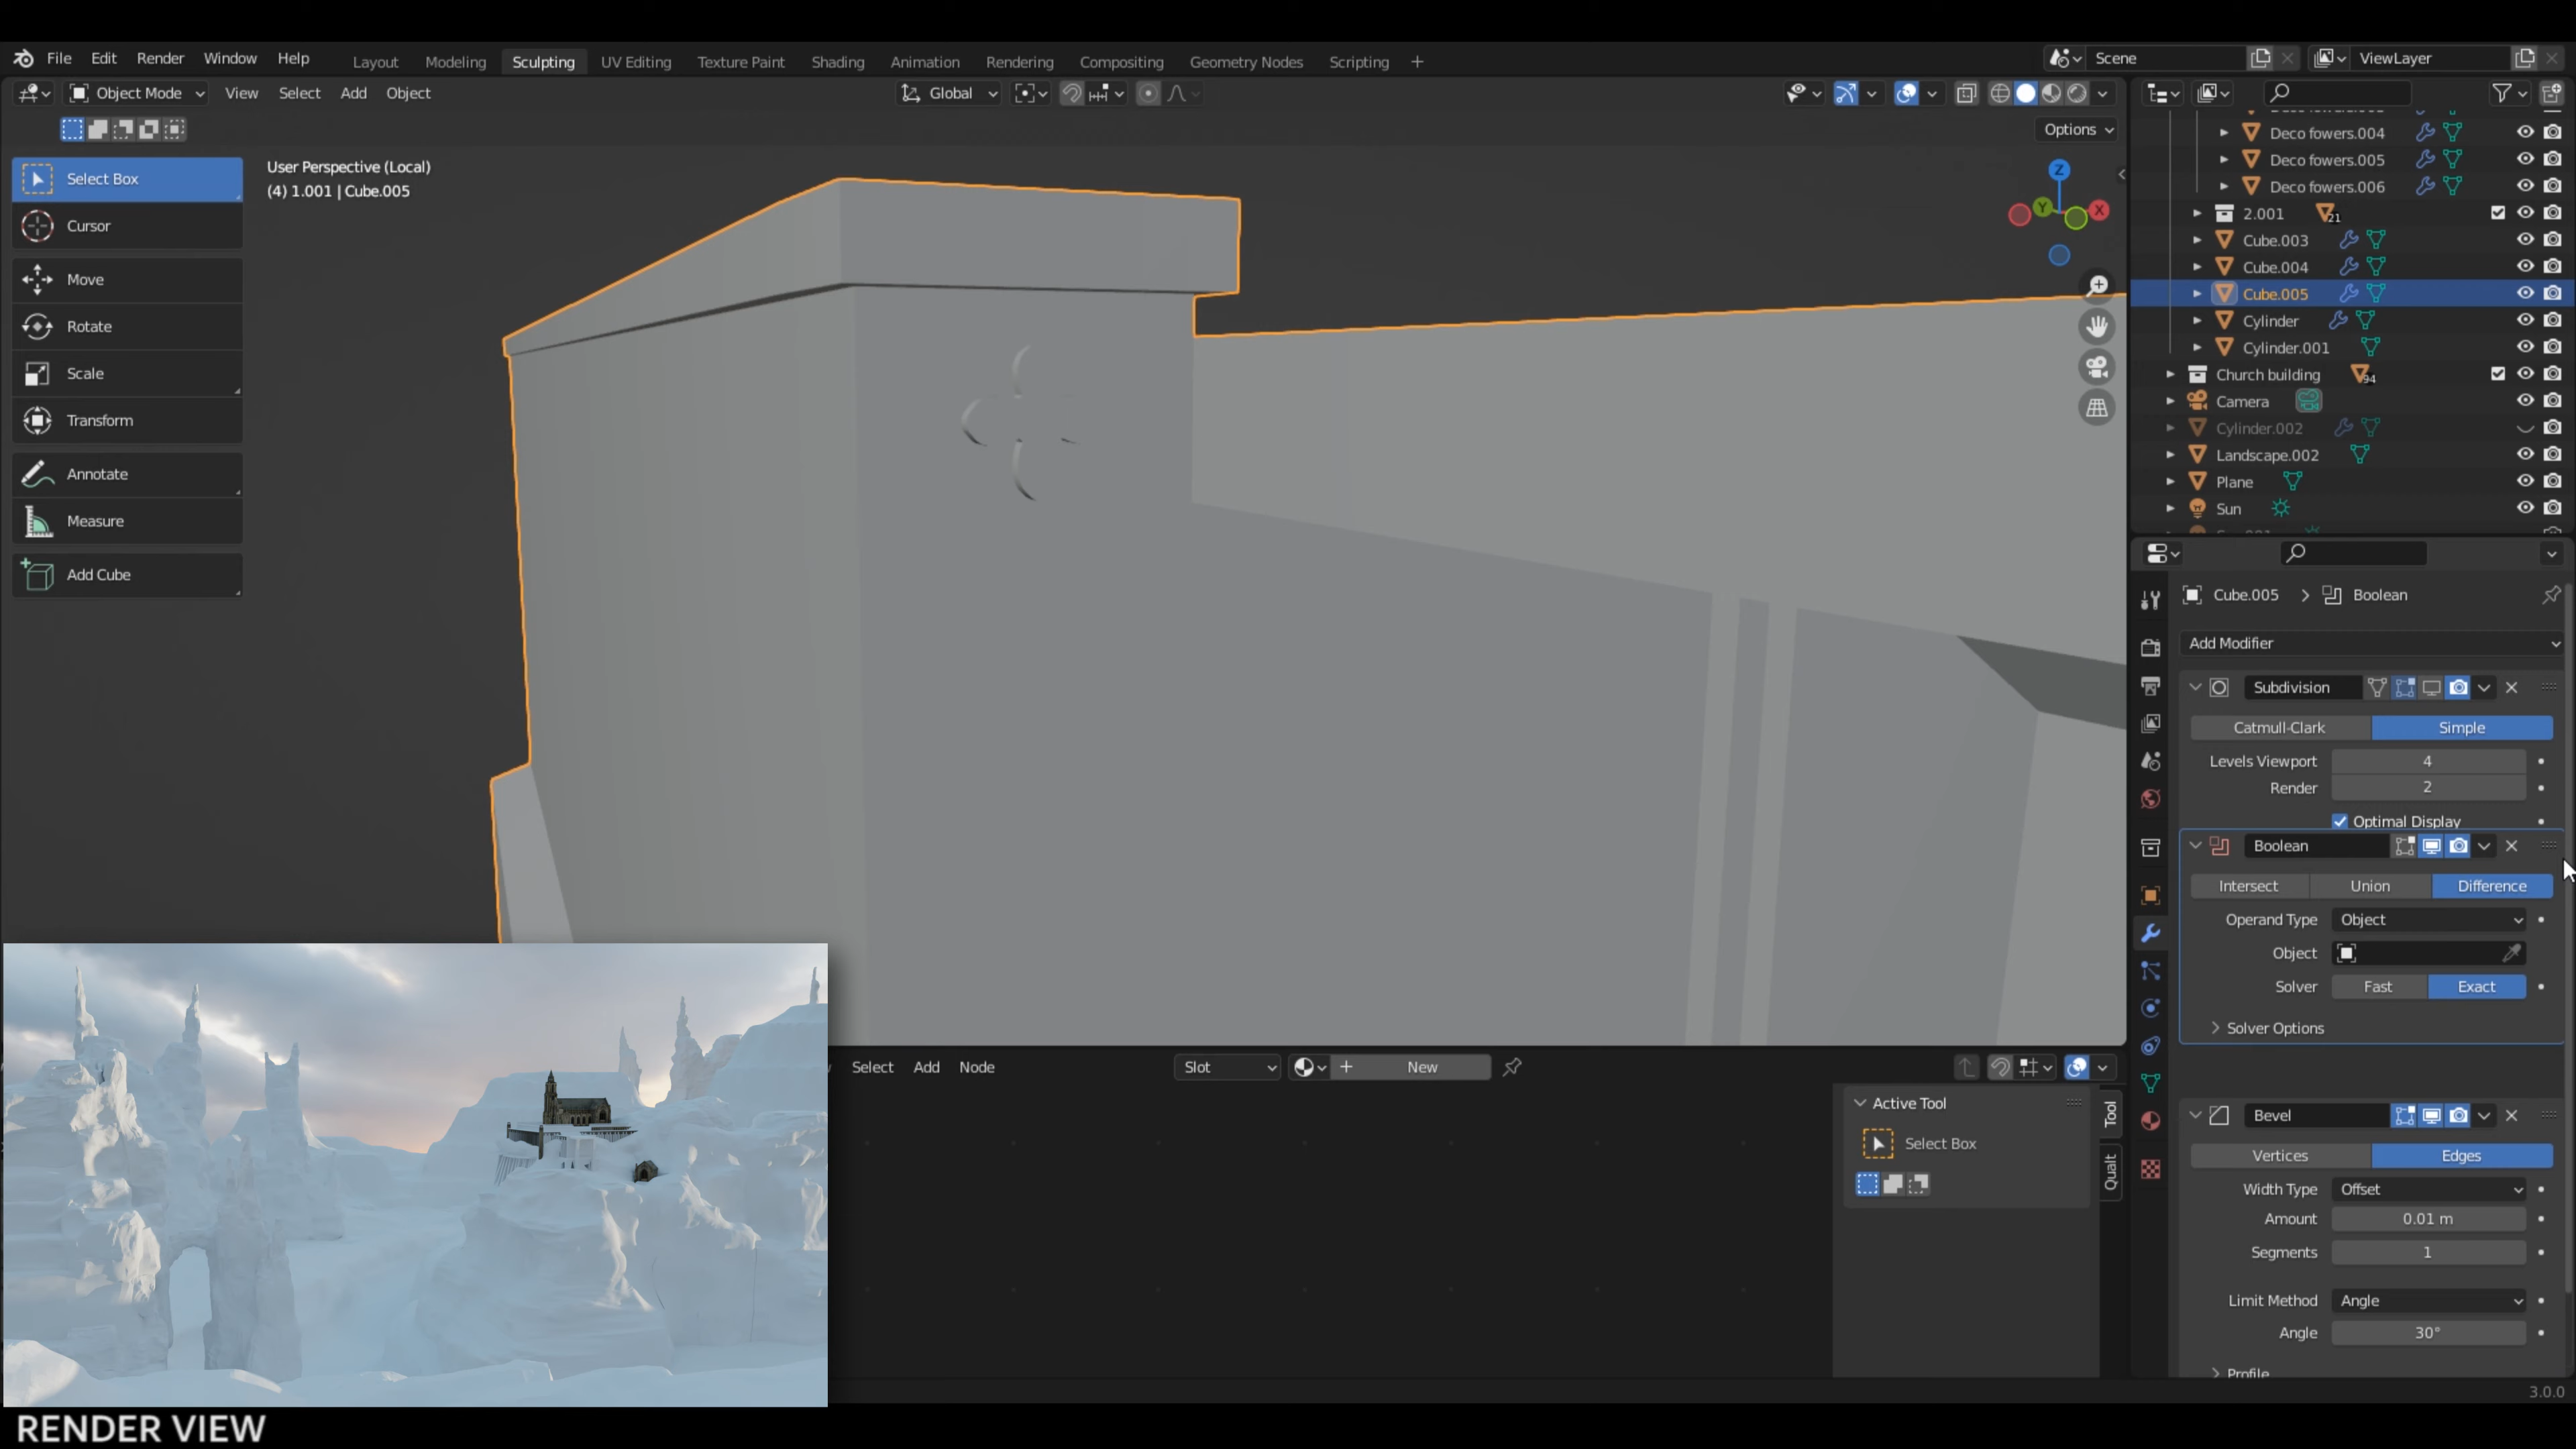 File Edit Render Window Help Layout Modeling Sculpting UV Editing Texture Paint Shading Animation Rendering Compositing Geometry Nodes Scripting + Scene ViewLayer
Object Mode View Select Add Object Global
Options
User Perspective (Local)
(4) 1.001 | Cube.005
Select Box
Cursor
Move
Rotate
Scale
Transform
Annotate
Measure
Add Cube
Z
Y
X
Deco fowers.004
Deco fowers.005
Deco fowers.006
2.001 21
Cube.003
Cube.004
Cube.005
Cylinder
Cylinder.001
Church building 94
Camera
Cylinder.002
Landscape.002
Plane
Sun
Cube.005 > Boolean
Add Modifier
Subdivision
Catmull-Clark Simple
Levels Viewport 4
Render 2
Optimal Display
Boolean
Intersect Union Difference
Operand Type Object
Object
Solver Fast Exact
Solver Options
Bevel
Vertices Edges
Width Type Offset
Amount 0.01 m
Segments 1
Limit Method Angle
Angle 30°
Profile
Select Add Node Slot New
Active Tool
Select Box
Tool
Qualt
3.0.0
RENDER VIEW